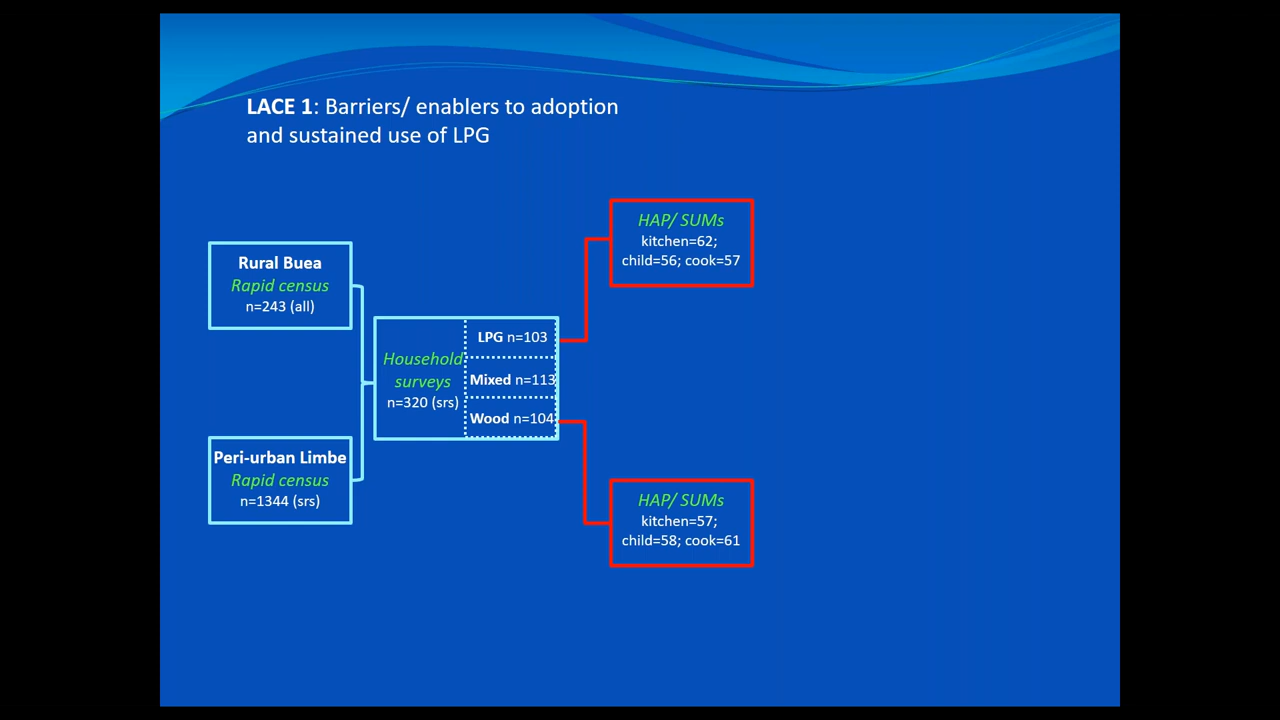 LACE 1: Barriers/ enablers to adoption
and sustained use of LPG
Rural Buea
Rapid census
n=243 (all)
Peri-urban Limbe
Rapid census
n=1344 (srs)
Household
surveys
n=320 (srs)
LPG n=103
Mixed n=113
Wood n=104
HAP/ SUMs
kitchen=62;
child=56; cook=57
HAP/ SUMs
kitchen=57;
child=58; cook=61